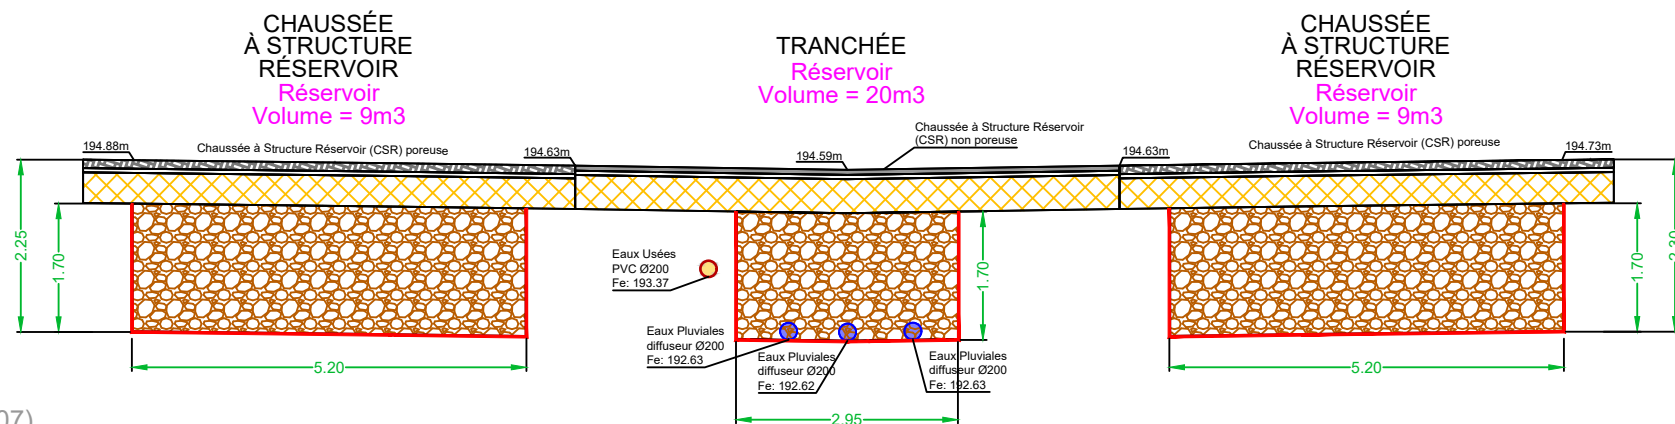 CHAUSSÉE
À STRUCTURE
RÉSERVOIR
Réservoir
Volume = 9m3
TRANCHÉE
Réservoir
Volume = 20m3
CHAUSSÉE
À STRUCTURE
RÉSERVOIR
Réservoir
Volume = 9m3
194.88m
Chaussée à Structure Réservoir (CSR) poreuse
194.63m
194.59m
Chaussée à Structure Réservoir
(CSR) non poreuse
194.63m
Chaussée à Structure Réservoir (CSR) poreuse
194.73m
2.25
1.70
Eaux Usées
PVC Ø200
Fe: 193.37
1.70
1.70
2.30
Eaux Pluviales
diffuseur Ø200
Fe: 192.63
Eaux Pluviales
diffuseur Ø200
Fe: 192.62
Eaux Pluviales
diffuseur Ø200
Fe: 192.63
5.20
2.95
5.20
07)